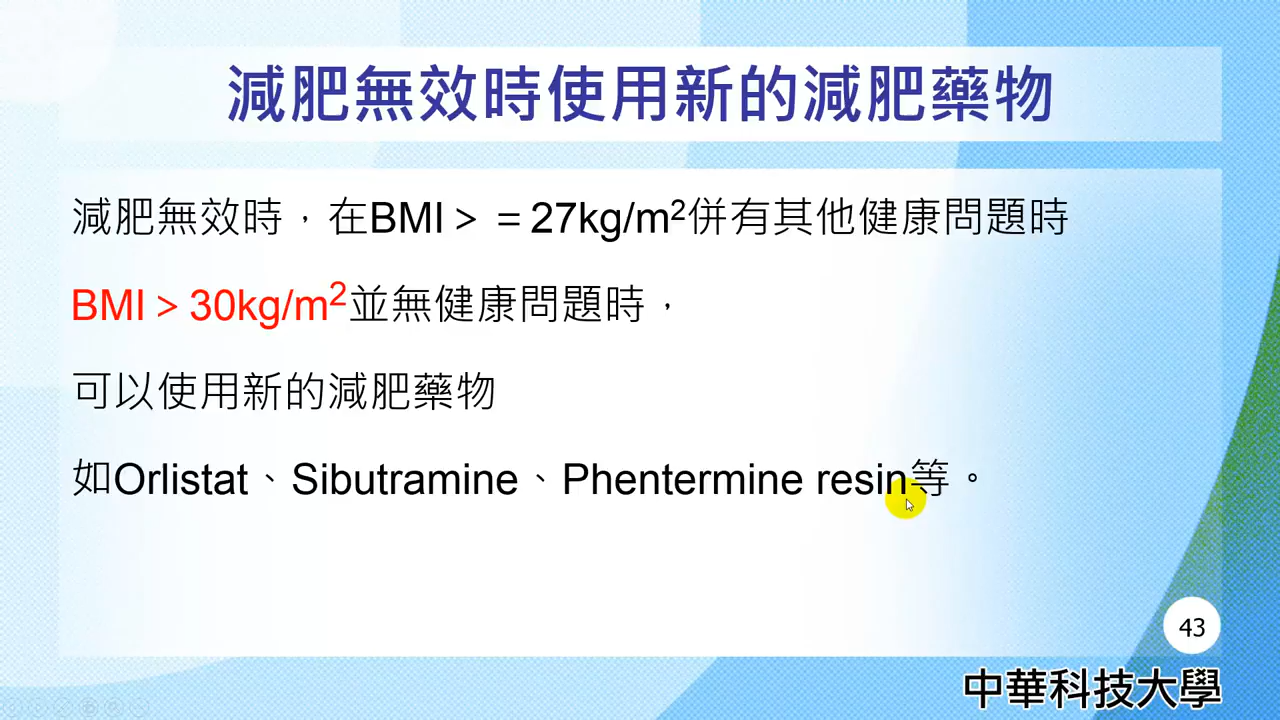 減肥無效時使用新的減肥藥物
減肥無效時，在BMI＞＝27kg/m²併有其他健康問題時
BMI＞30kg/m²並無健康問題時，
可以使用新的減肥藥物
如Orlistat、Sibutramine、Phentermine resin等。
43
中華科技大學